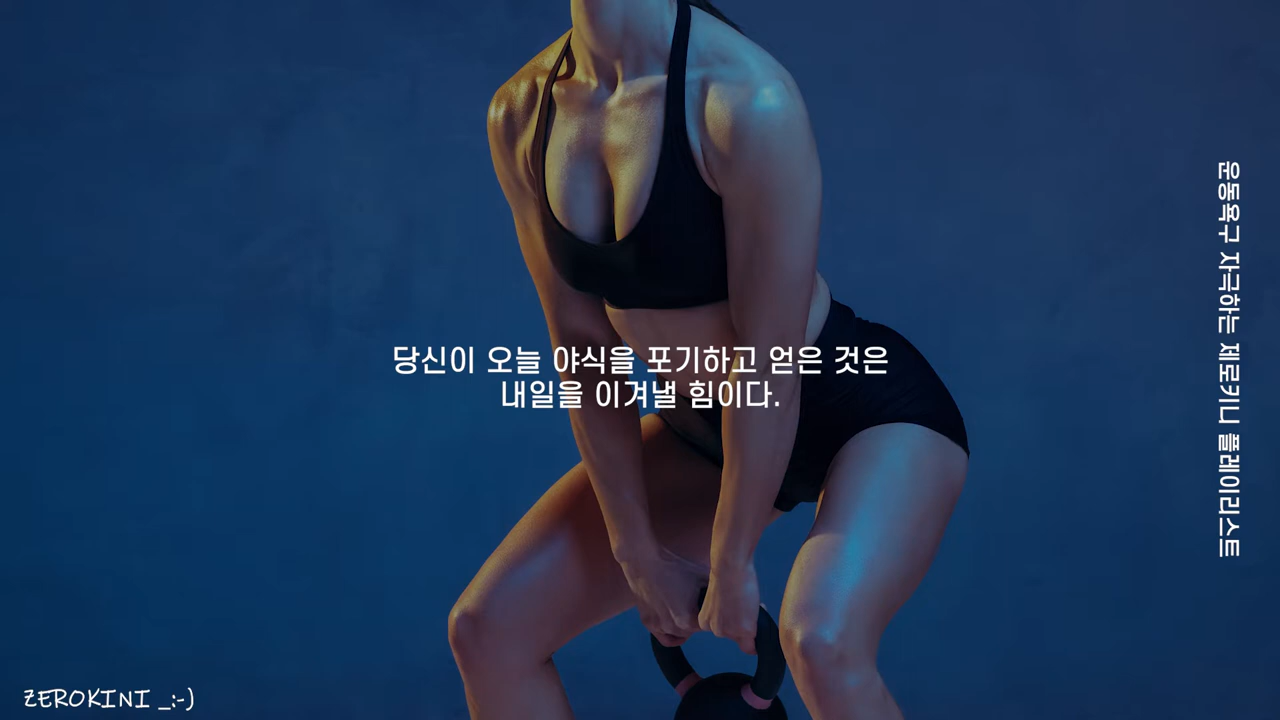 당신이 오늘 야식을 포기하고 얻은 것은
내일을 이겨낼 힘이다.
운동욕구 자극하는 제로키니 플레이리스트
ZEROKINI _:-)